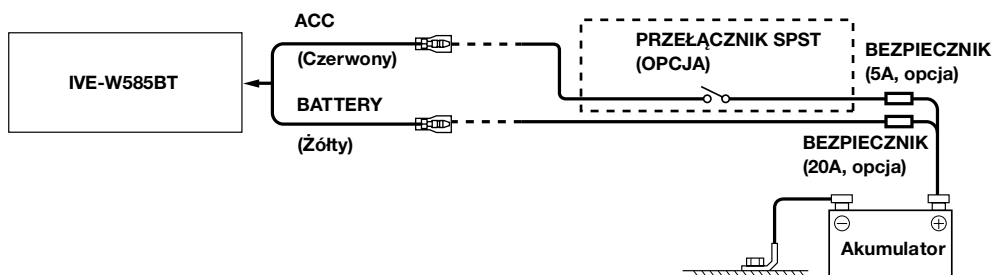 ACC
(Czerwony)
IVE-W585BT
BATTERY
(Żółty)
PRZEŁĄCZNIK SPST
(OPCJA)
BEZPIECZNIK
(5A, opcja)
BEZPIECZNIK
(20A, opcja)
Akumulator